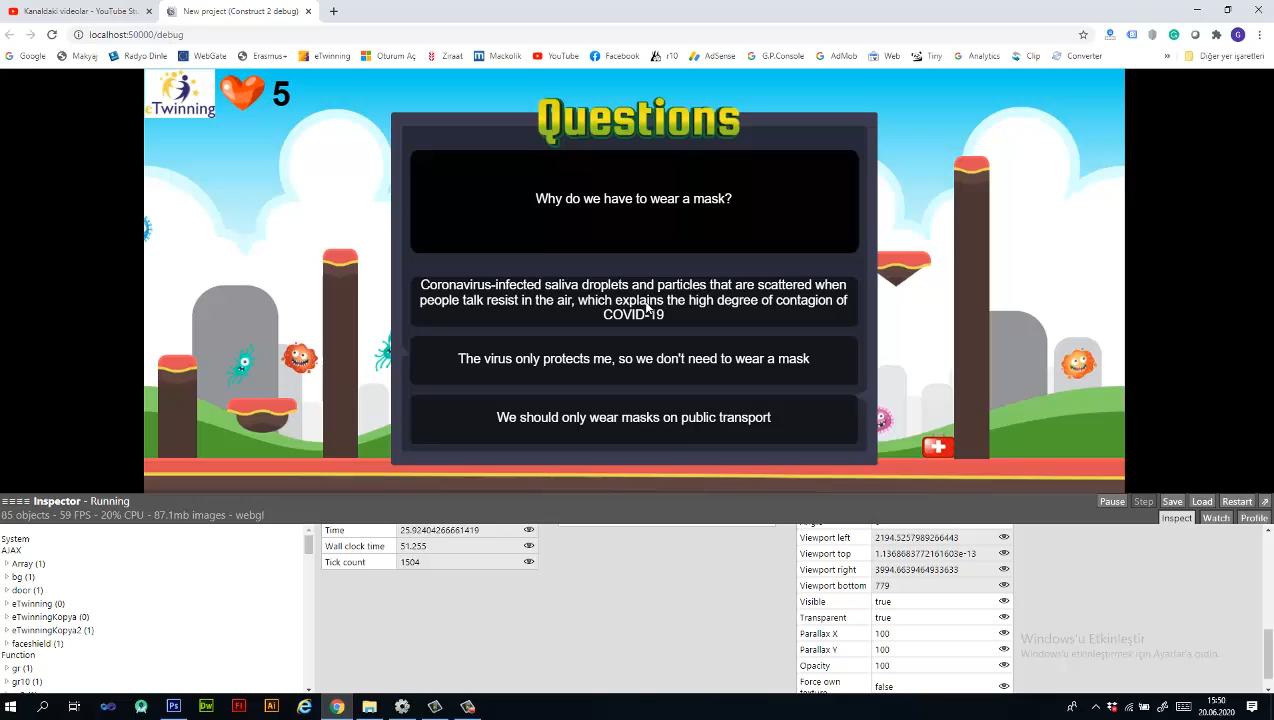 Kanaldaki videolar - YouTube Stu
New project (Construct 2 debug)
localhost:50000/debug
Google
Makyaj
Radyo Dinle
WebGate
Erasmus+
eTwinning
Oturum Aç
Ziraat
Mackolik
YouTube
Facebook
r10
AdSense
G.P.Console
AdMob
Web
Tiny
Analytics
Clip
Converter
»
Diğer yer işaretleri
eTwinning
5
Questions
Why do we have to wear a mask?
Coronavirus-infected saliva droplets and particles that are scattered when
people talk resist in the air, which explains the high degree of contagion of
COVID-19
The virus only protects me, so we don't need to wear a mask
We should only wear masks on public transport
Inspector - Running
Pause Step Save Load Restart
85 objects - 59 FPS - 20% CPU - 87.1mb images - webgl
Inspect Watch Profile
System
AJAX
Array (1)
bg (1)
door (1)
eTwinning (0)
eTwinningKopya (0)
eTwinningKopya2 (1)
faceshield (1)
Function
gr (1)
gr10 (1)
Time 25.92404266661419
Wall clock time 51.255
Tick count 1504
Viewport left 2194.5257989266443
Viewport top 1.1368683772161603e-13
Viewport right 3994.6639464933633
Viewport bottom 779
Visible true
Transparent true
Parallax X 100
Parallax Y 100
Opacity 100
Force own false
Windows'u Etkinleştir
Windows'u etkinleştirmek için Ayarlar'a gidin.
15:50
20.06.2020